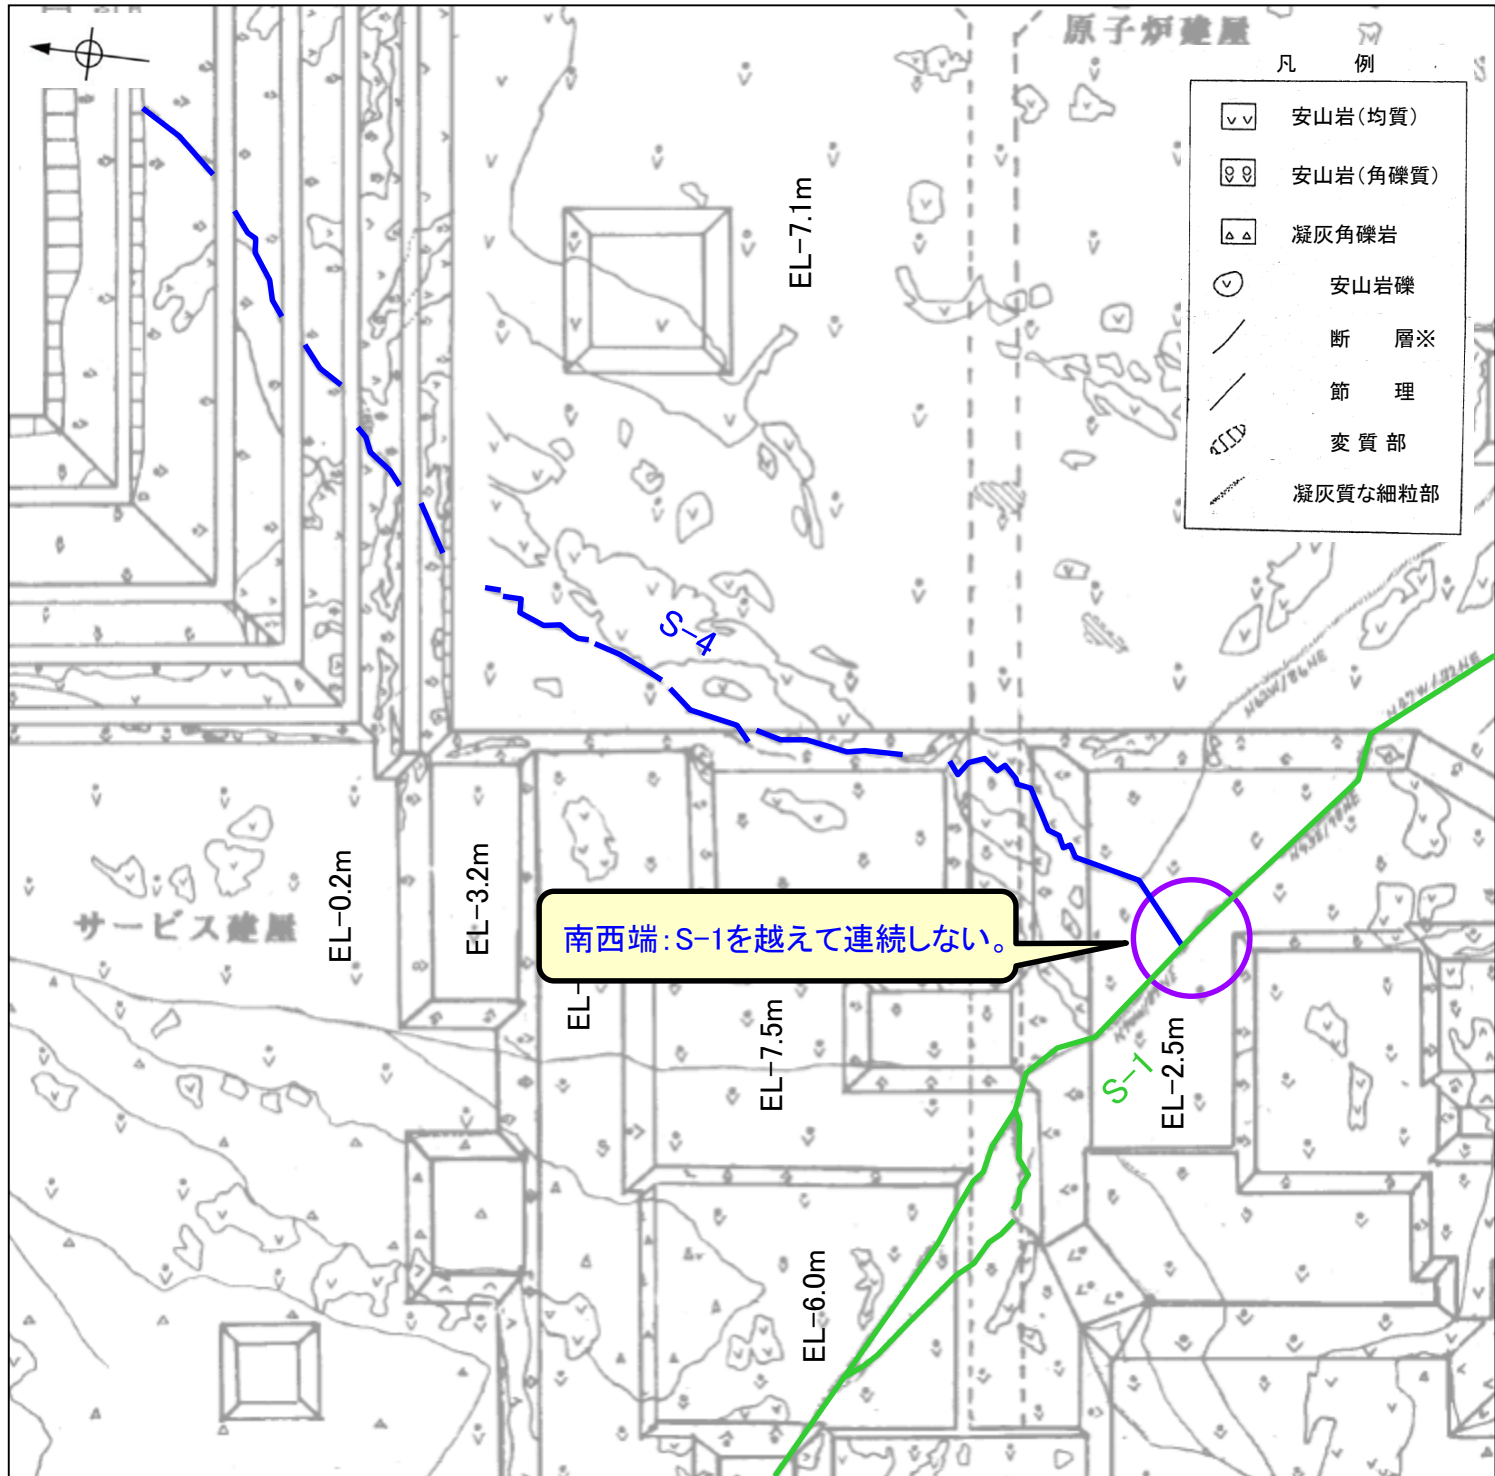 原子炉建屋
凡 例
安山岩(均質)
安山岩(角礫質)
凝灰角礫岩
安山岩礫
断 層※
節 理
変 質 部
凝灰質な細粒部
EL-7.1m
S-4
サービス建屋
EL-0.2m
EL-3.2m
南西端:S-1を越えて連続しない。
EL-
EL-7.5m
S-1
EL-2.5m
EL-6.0m